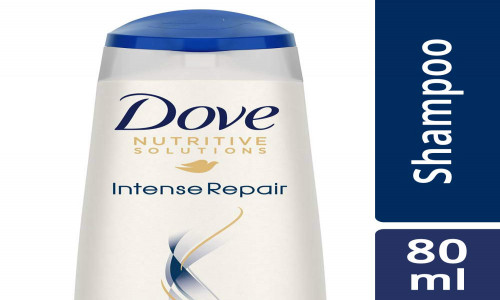 Dove
NUTRITIVE
SOLUTIONS
Intense Repair
Shampoo
80
ml